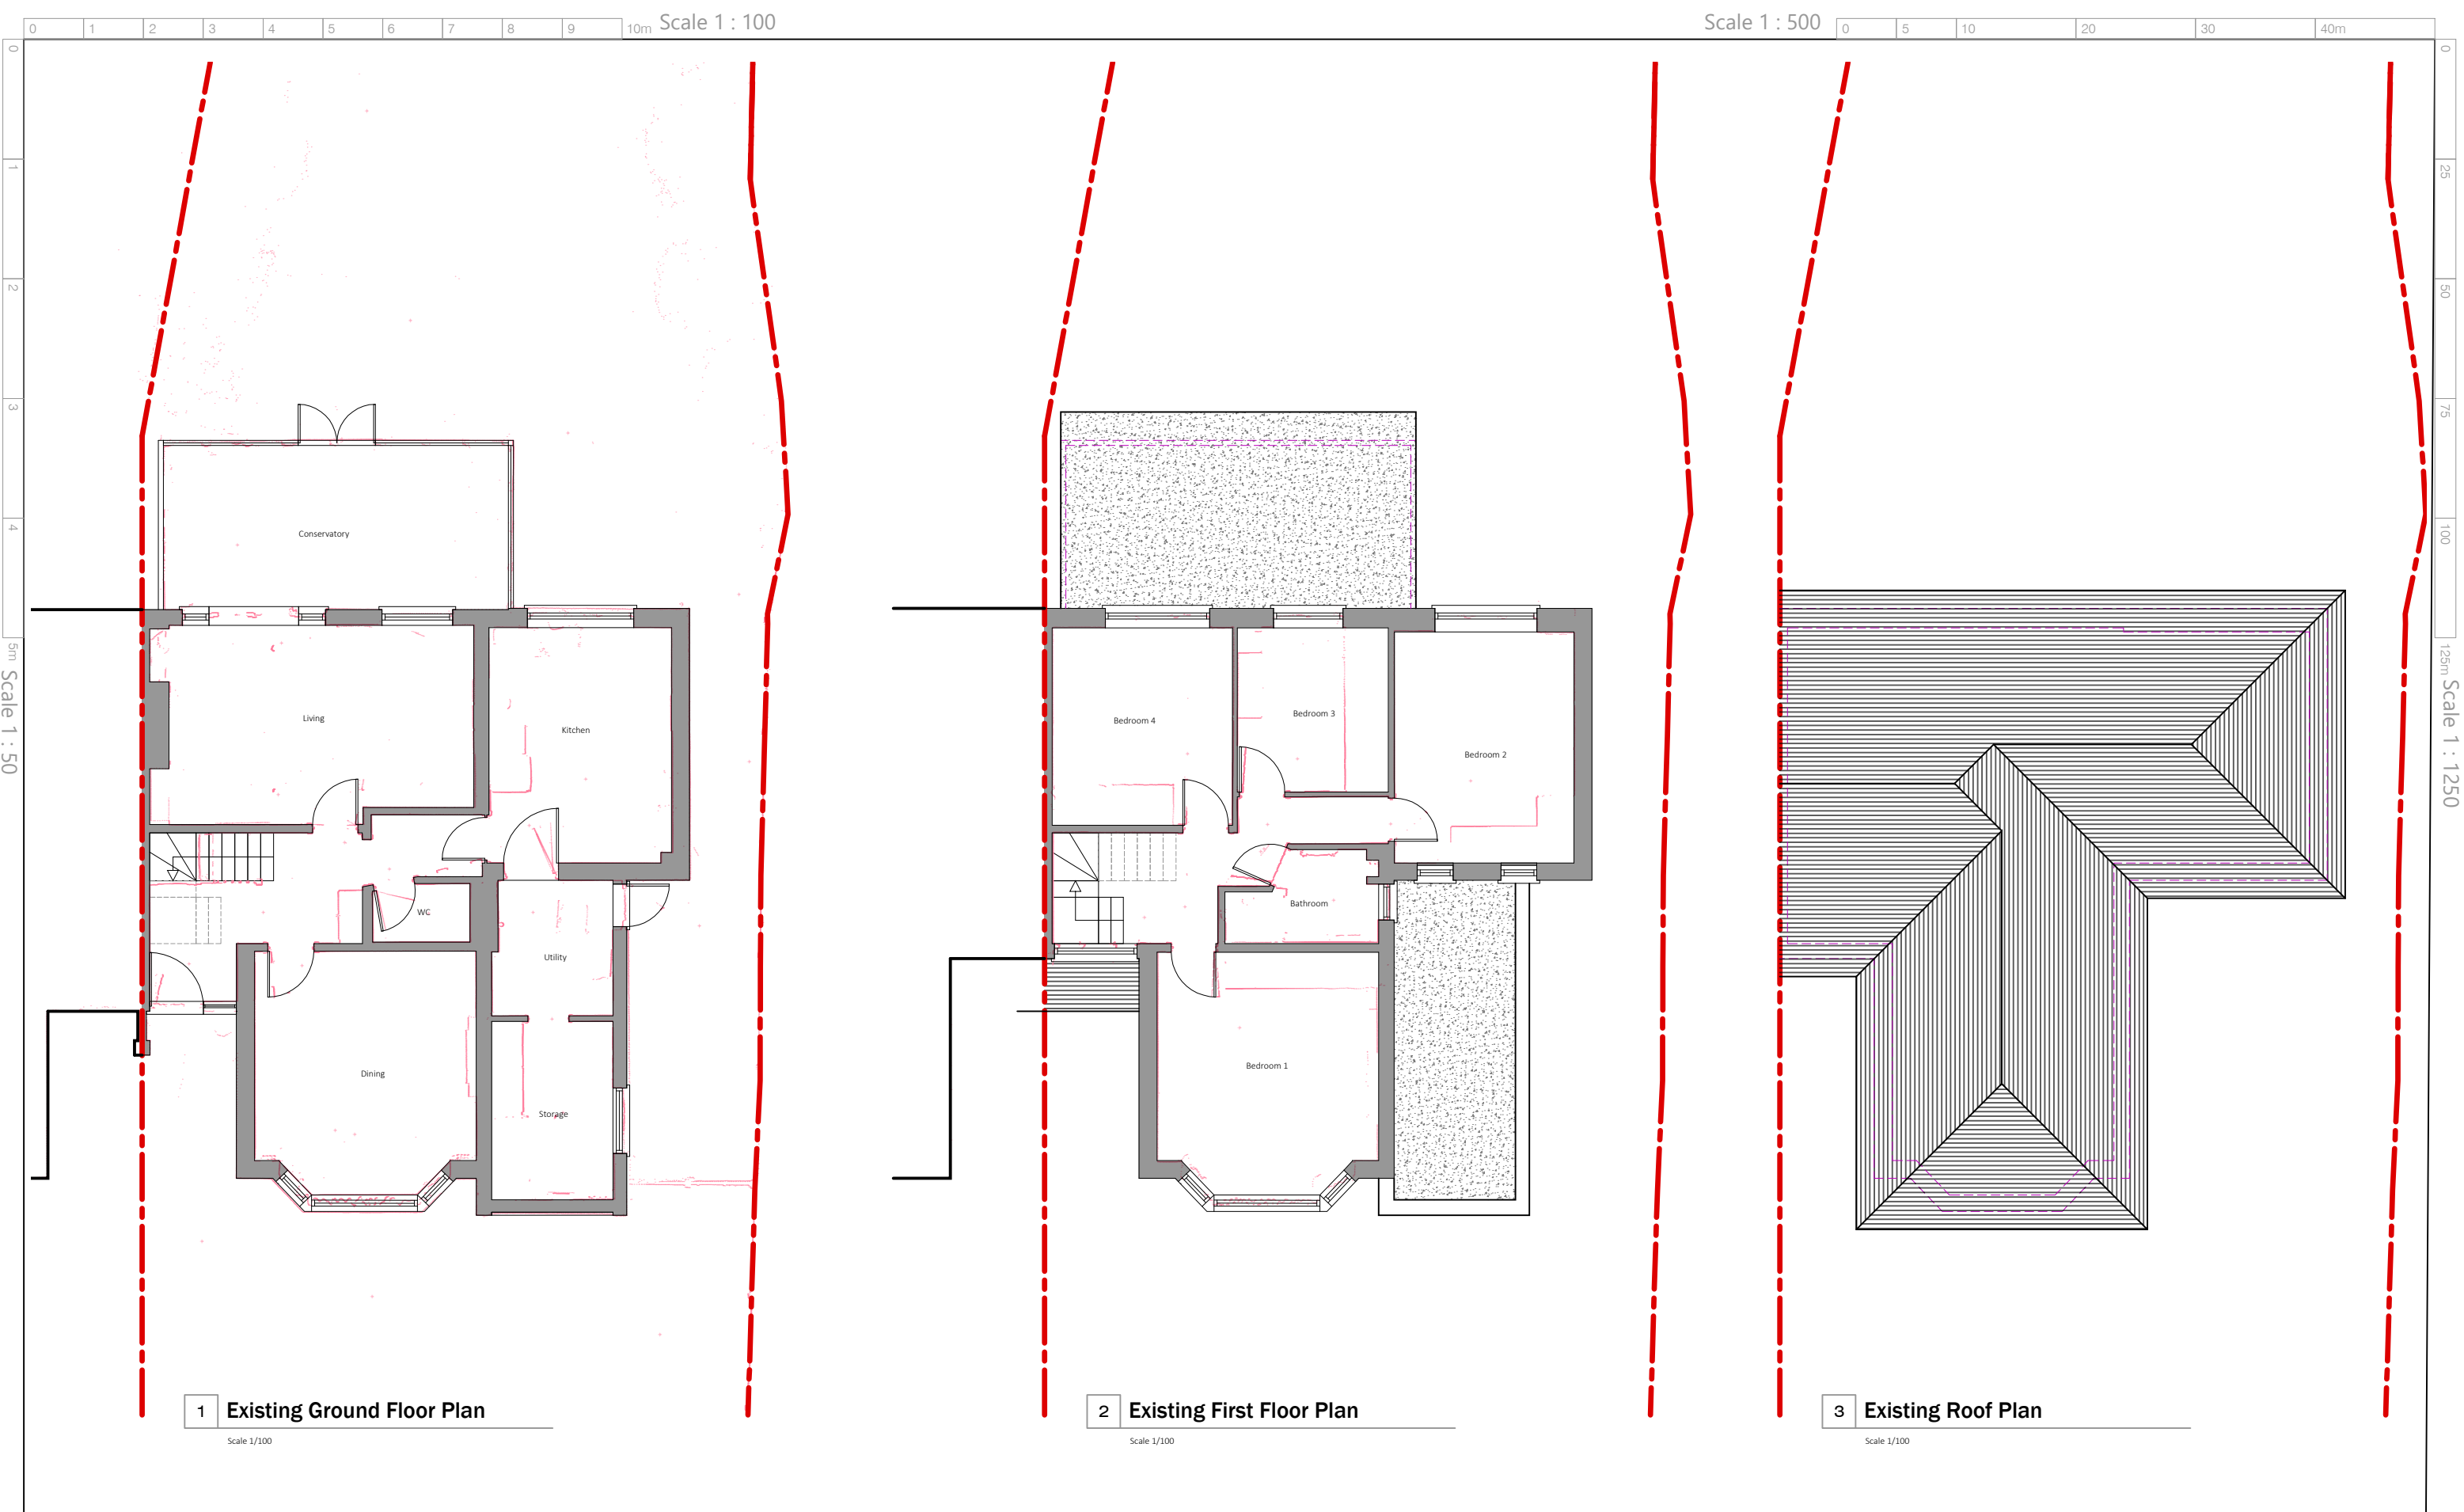 0 1 2 3 4 5 6 7 8 9 10m Scale 1 : 100
Scale 1 : 500 0 5 10 20 30 40m
0 1 2 3 4 5m Scale 1 : 50
0 25 50 75 100 125m Scale 1 : 1250
Conservatory
Living
Kitchen
WC
Utility
Dining
Storage
Bedroom 4
Bedroom 3
Bedroom 2
Bathroom
Bedroom 1
1 Existing Ground Floor Plan
Scale 1/100
2 Existing First Floor Plan
Scale 1/100
3 Existing Roof Plan
Scale 1/100